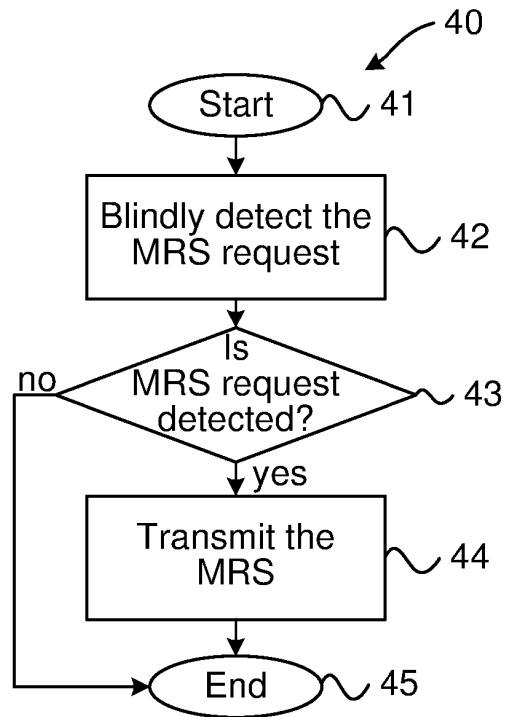 40
Start
41
Blindly detect the
MRS request
42
Is
MRS request
detected?
no
43
yes
Transmit the
MRS
44
End
45